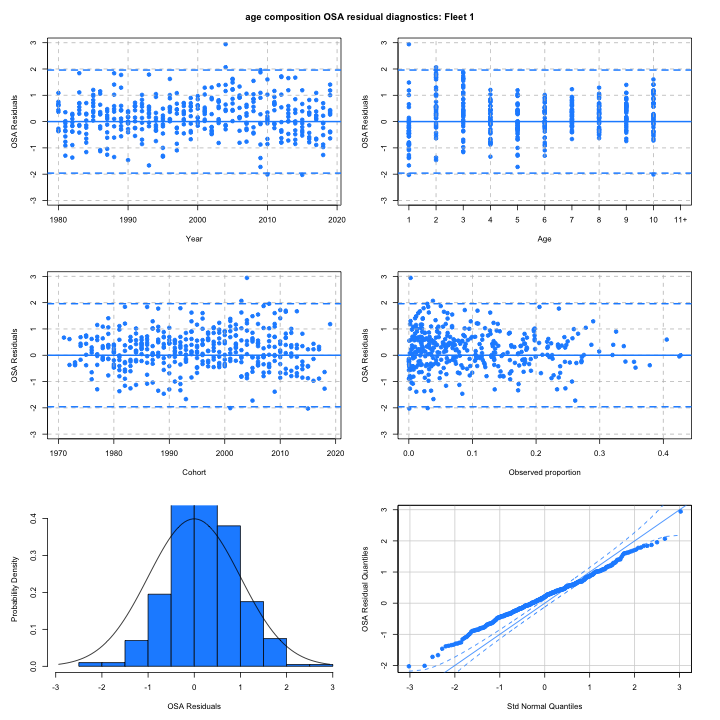 age composition OSA residual diagnostics: Fleet 1
3
2
1
0
-1
-2
-3
OSA Residuals
1980 1990 2000 2010 2020
Year
3
2
1
0
-1
-2
-3
OSA Residuals
1 2 3 4 5 6 7 8 9 10 11+
Age
3
2
1
0
-1
-2
-3
OSA Residuals
1970 1980 1990 2000 2010 2020
Cohort
3
2
1
0
-1
-2
-3
OSA Residuals
0.0 0.1 0.2 0.3 0.4
Observed proportion
0.4
0.3
0.2
0.1
0.0
Probability Density
-3 -2 -1 0 1 2 3
OSA Residuals
3
2
1
0
-1
-2
OSA Residual Quantiles
-3 -2 -1 0 1 2 3
Std Normal Quantiles